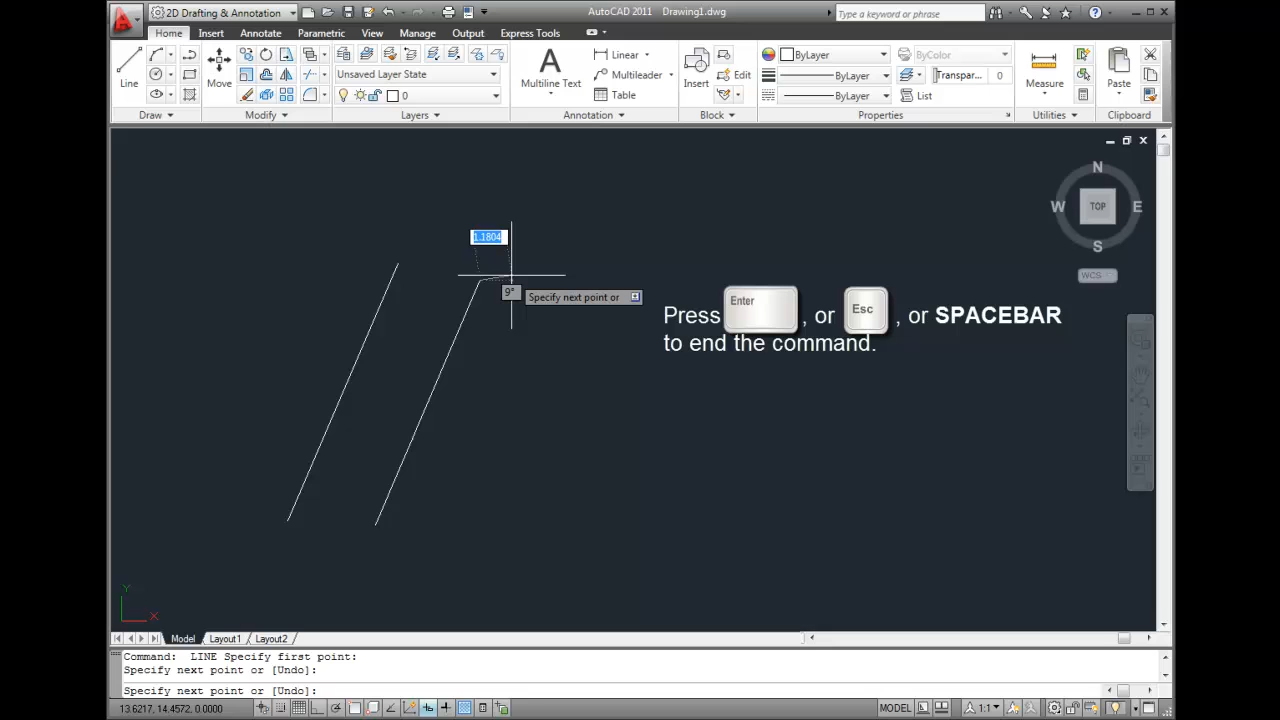 2D Drafting & Annotation
AutoCAD 2011 Drawing1.dwg
Type a keyword or phrase
Home Insert Annotate Parametric View Manage Output Express Tools
Line
Move
Unsaved Layer State
0
A
Multiline Text
Linear
Multileader
Table
Insert
Edit
ByLayer
ByLayer
ByLayer
ByColor
Transpar... 0
List
Measure
Paste
Draw Modify Layers Annotation Block Properties Utilities Clipboard
N
W TOP E
S
WCS
1.1804
9° Specify next point or
Press Enter , or Esc , or SPACEBAR
to end the command.
Y
X
Model Layout1 Layout2
Command: LINE Specify first point:
Specify next point or [Undo]:
Specify next point or [Undo]:
13.6217, 14.4572, 0.0000
MODEL
1:1